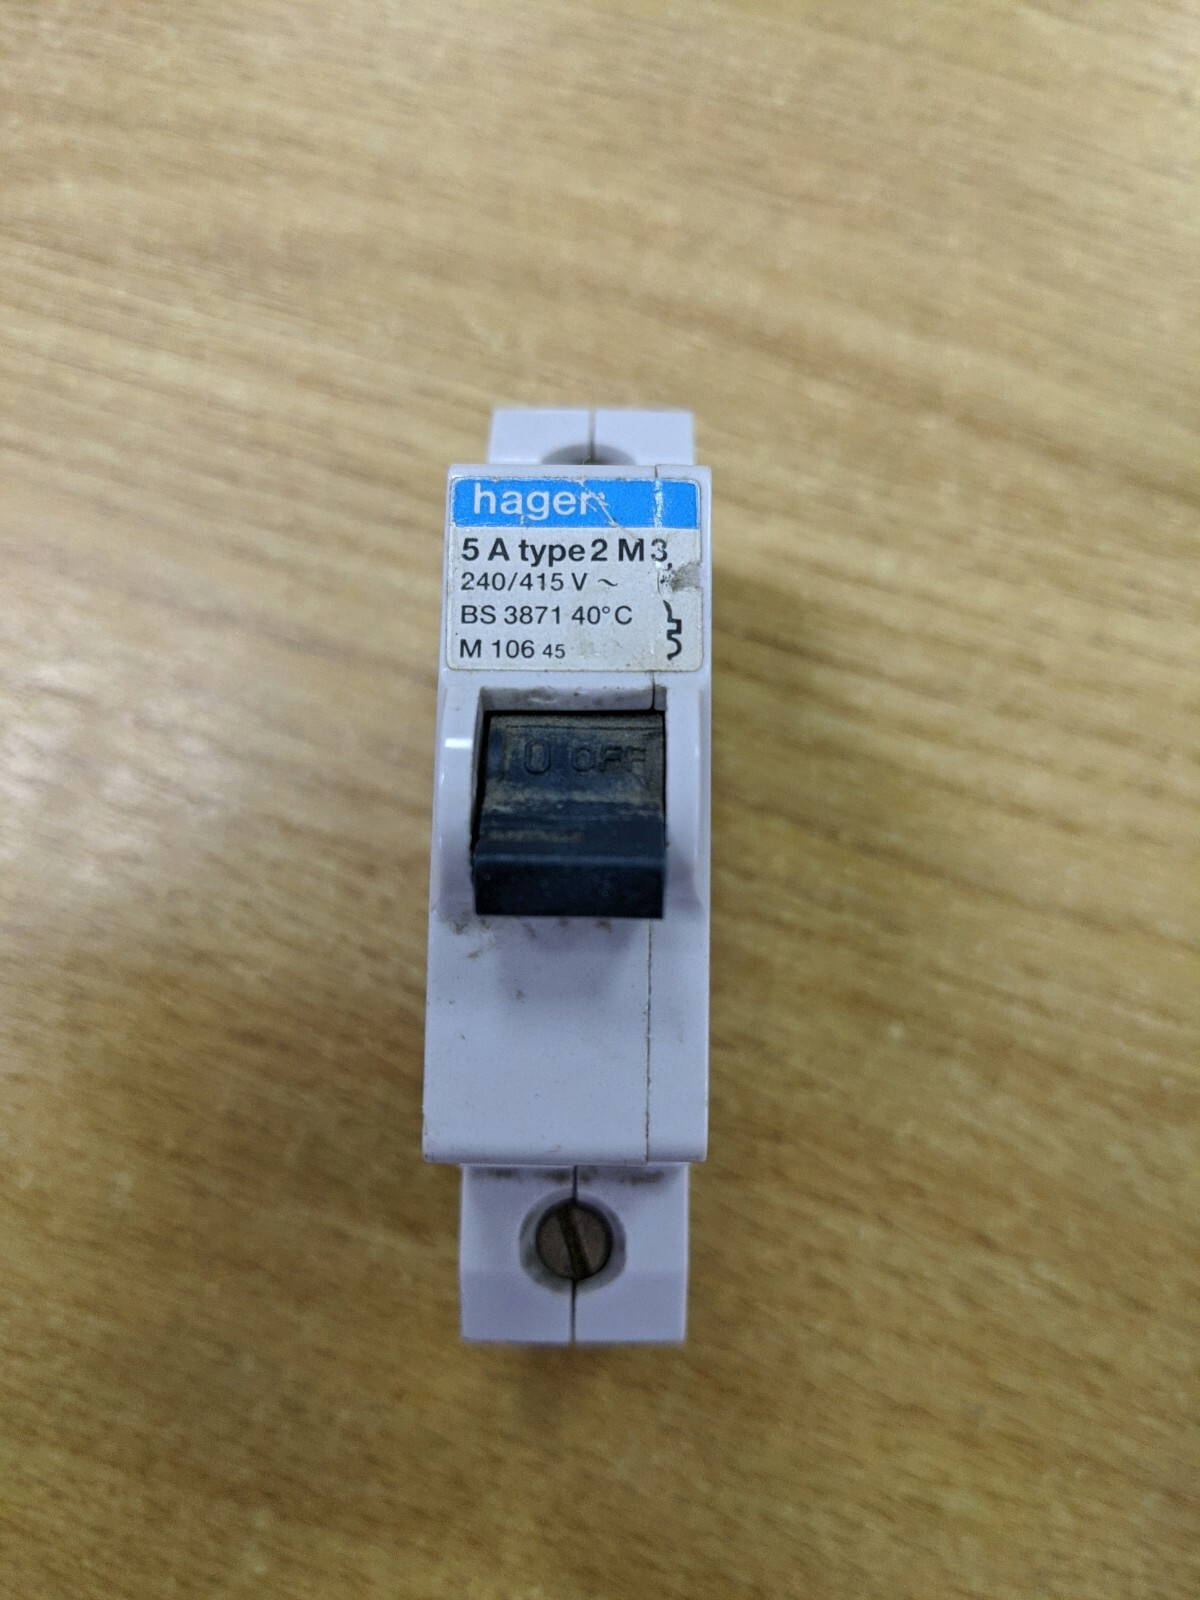 hager
5 A type 2 M3
240/415 V ~
BS 3871 40°C
M 106 45
0 OFF